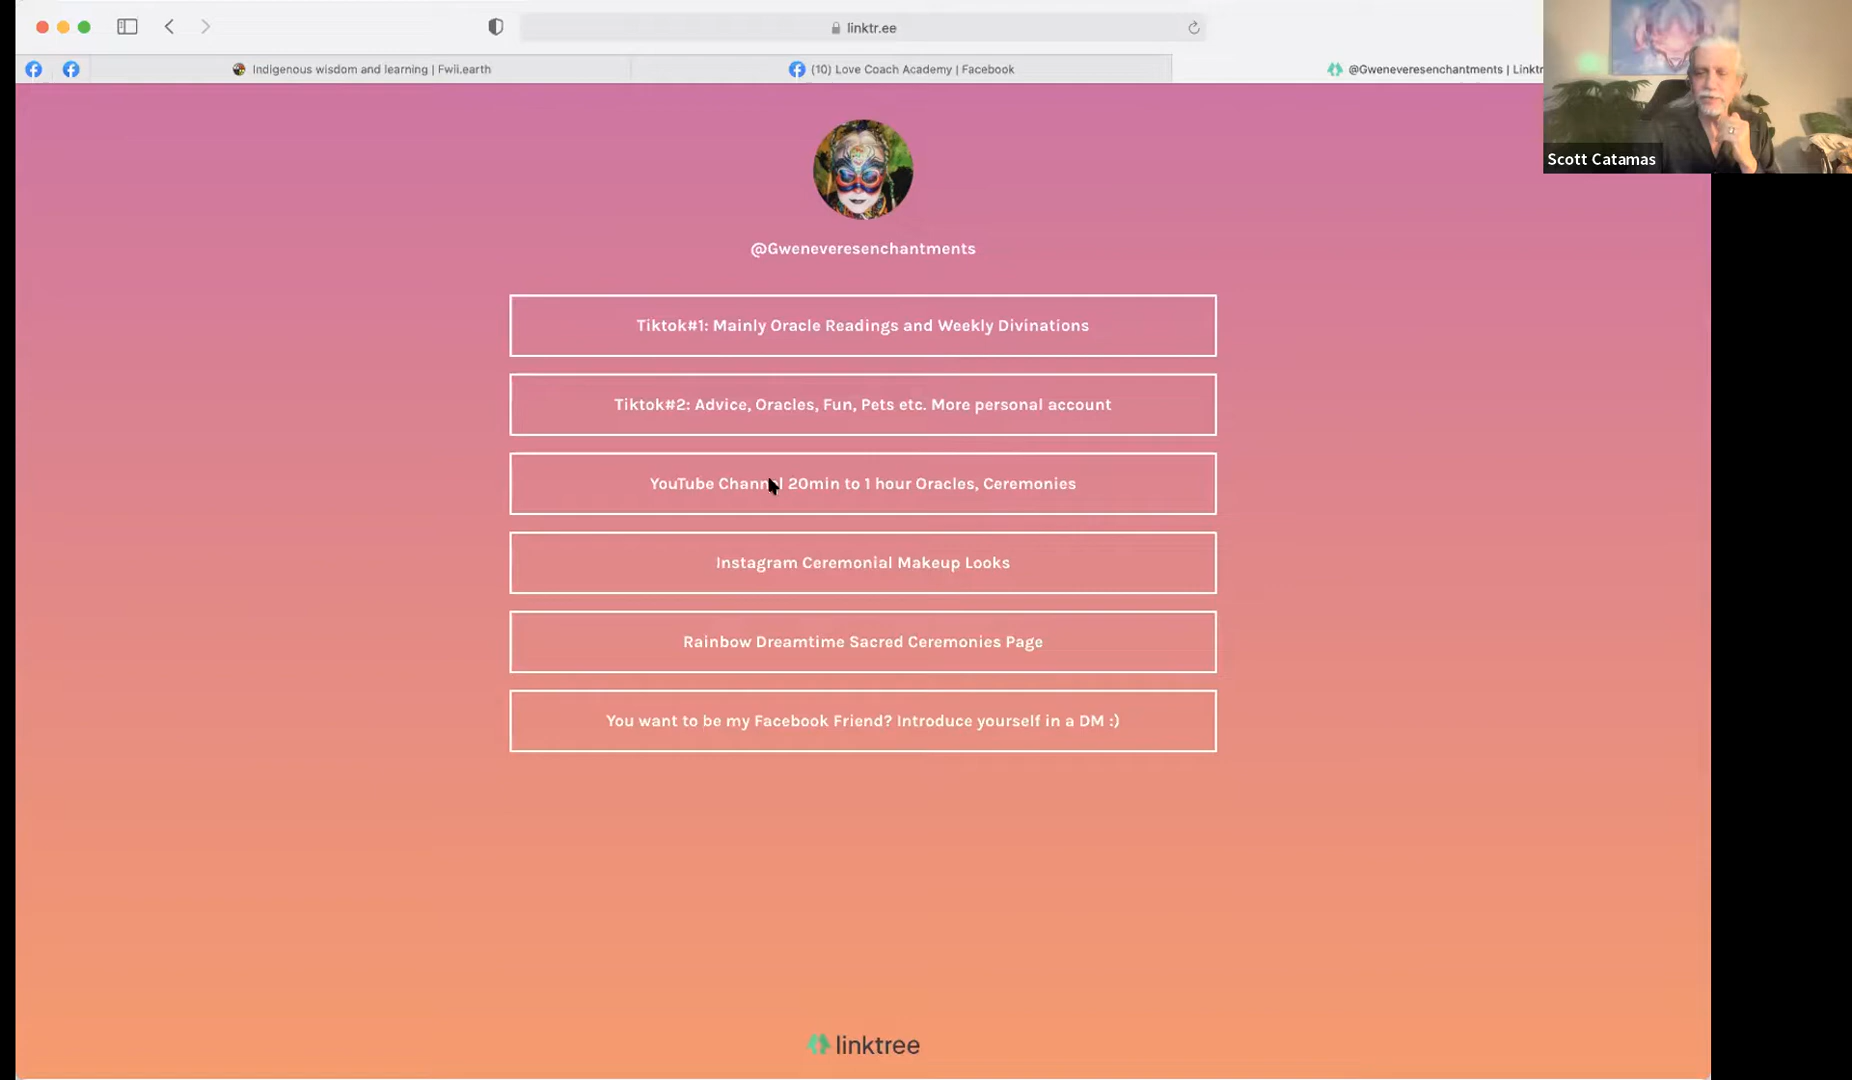 linktr.ee
Indigenous wisdom and learning | Fwii.earth
(10) Love Coach Academy | Facebook
@Gweneveresenchantments | Linktr
Scott Catamas
@Gweneveresenchantments
Tiktok#1: Mainly Oracle Readings and Weekly Divinations
Tiktok#2: Advice, Oracles, Fun, Pets etc. More personal account
YouTube Channel 20min to 1 hour Oracles, Ceremonies
Instagram Ceremonial Makeup Looks
Rainbow Dreamtime Sacred Ceremonies Page
You want to be my Facebook Friend? Introduce yourself in a DM :)
linktree